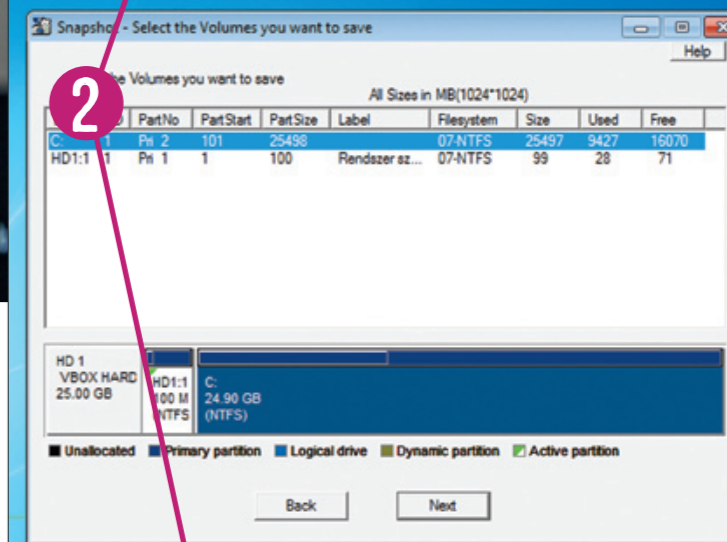 Snapshot - Select the Volumes you want to save
Help
the Volumes you want to save
All Sizes in MB(1024*1024)
2
PartNo PartStart PartSize Label Filesystem Size Used Free
C: 1 Pri 2 101 25498 07-NTFS 25497 9427 16070
HD1:1 1 Pri 1 1 100 Rendszer sz... 07-NTFS 99 28 71
HD 1
VBOX HARD
25.00 GB
HD1:1
100 M
(NTFS
C:
24.90 GB
(NTFS)
Unallocated Primary partition Logical drive Dynamic partition Active partition
Back Next